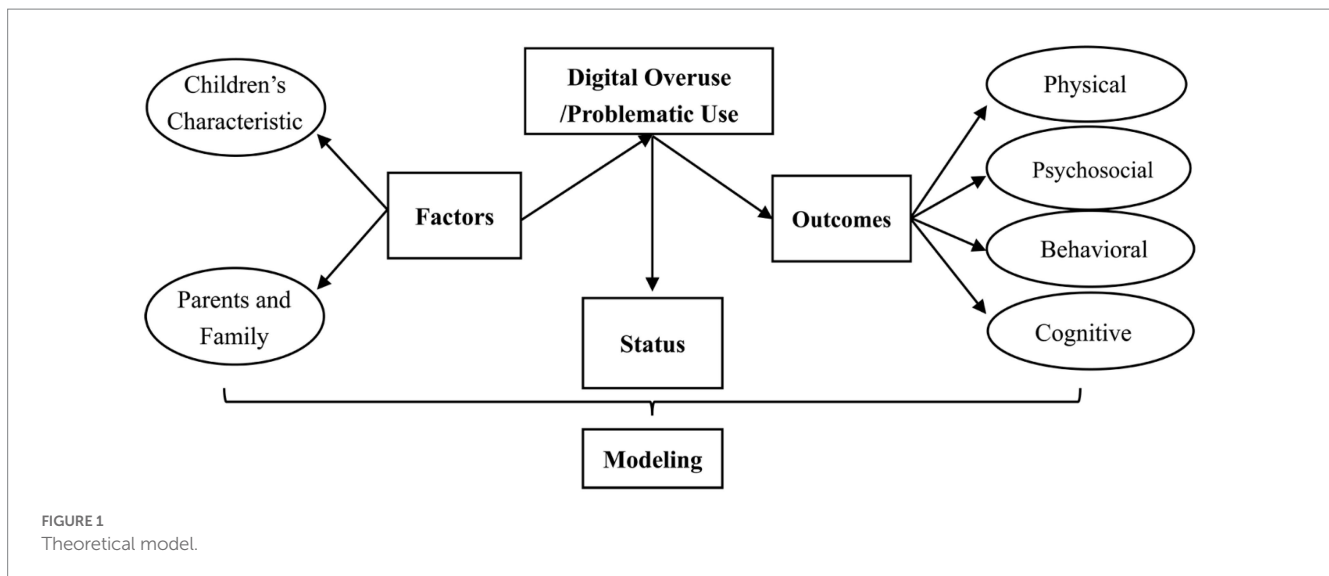 Children's
Characteristic
Digital Overuse
/Problematic Use
Physical
Psychosocial
Factors
Outcomes
Behavioral
Parents and
Family
Status
Cognitive
Modeling
FIGURE 1
Theoretical model.